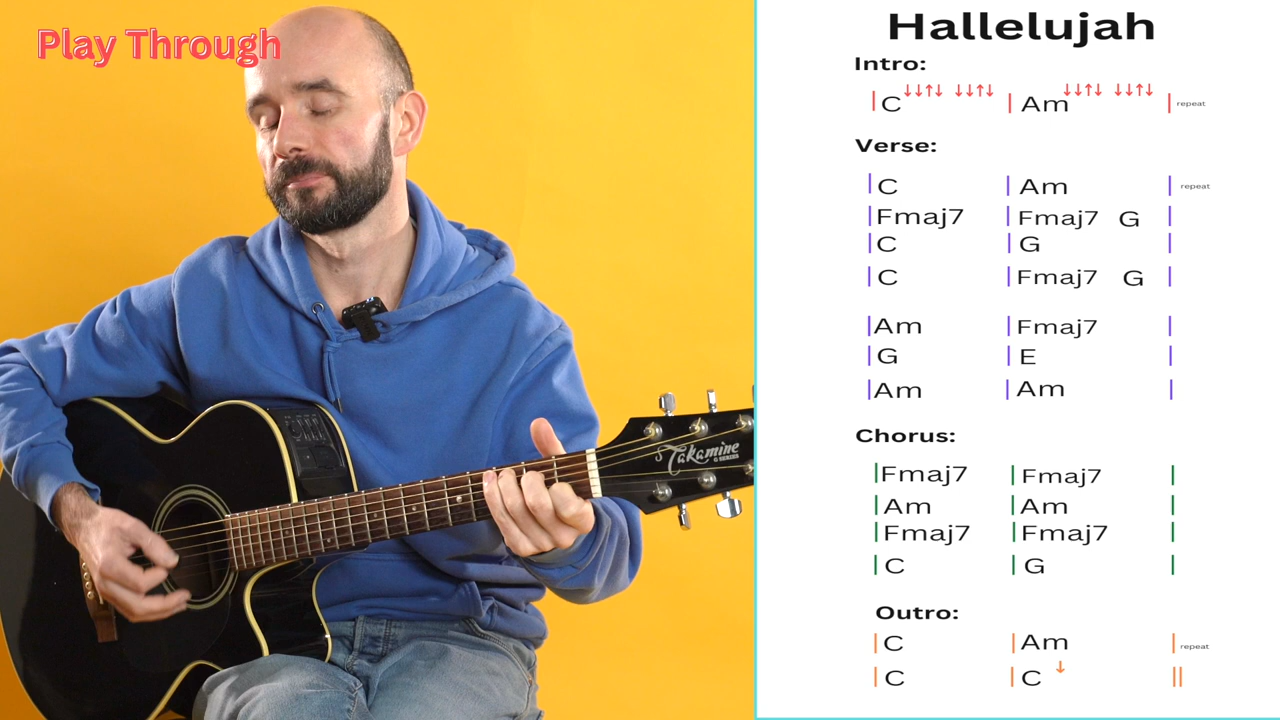 Play Through
Takamine
G SERIES
Hallelujah
Intro:
| C ↓↓↑↓ ↓↓↑↓ | Am ↓↓↑↓ ↓↓↑↓ | repeat
Verse:
| C | Am | repeat
| Fmaj7 | Fmaj7 G |
| C | G |
| C | Fmaj7 G |
| Am | Fmaj7 |
| G | E |
| Am | Am |
Chorus:
| Fmaj7 | Fmaj7 |
| Am | Am |
| Fmaj7 | Fmaj7 |
| C | G |
Outro:
| C | Am | repeat
| C | C ↓ ||